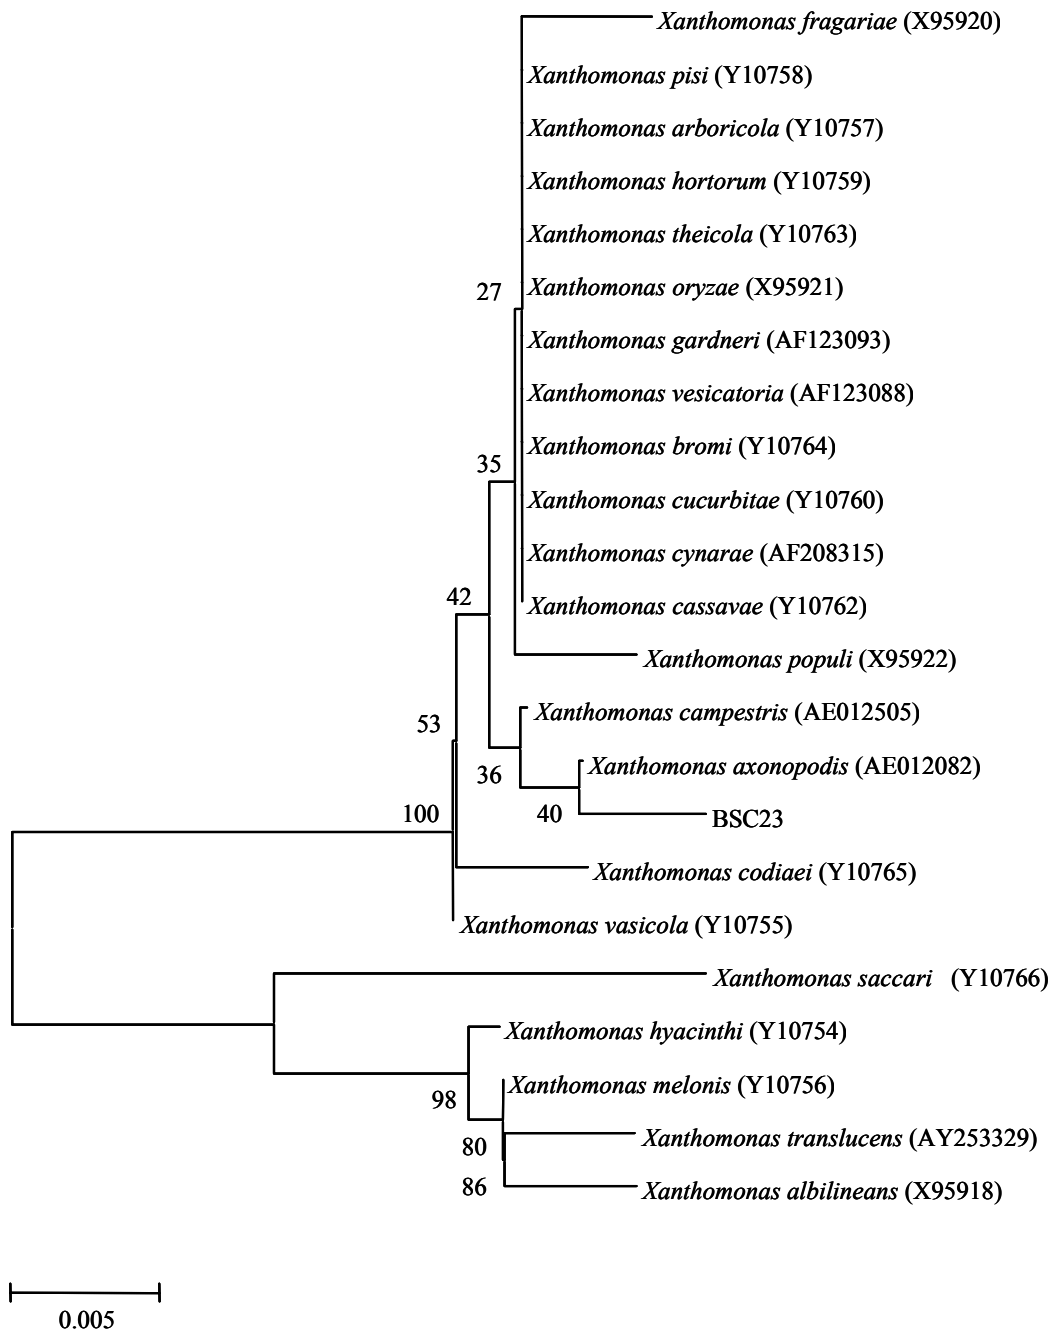 Xanthomonas fragariae (X95920)
Xanthomonas pisi (Y10758)
Xanthomonas arboricola (Y10757)
Xanthomonas hortorum (Y10759)
Xanthomonas theicola (Y10763)
Xanthomonas oryzae (X95921)
27
Xanthomonas gardneri (AF123093)
Xanthomonas vesicatoria (AF123088)
Xanthomonas bromi (Y10764)
35
Xanthomonas cucurbitae (Y10760)
Xanthomonas cynarae (AF208315)
42
Xanthomonas cassavae (Y10762)
Xanthomonas populi (X95922)
Xanthomonas campestris (AE012505)
53
Xanthomonas axonopodis (AE012082)
36
100
40
BSC23
Xanthomonas codiaei (Y10765)
Xanthomonas vasicola (Y10755)
Xanthomonas saccari (Y10766)
Xanthomonas hyacinthi (Y10754)
Xanthomonas melonis (Y10756)
98
Xanthomonas translucens (AY253329)
80
86
Xanthomonas albilineans (X95918)
0.005